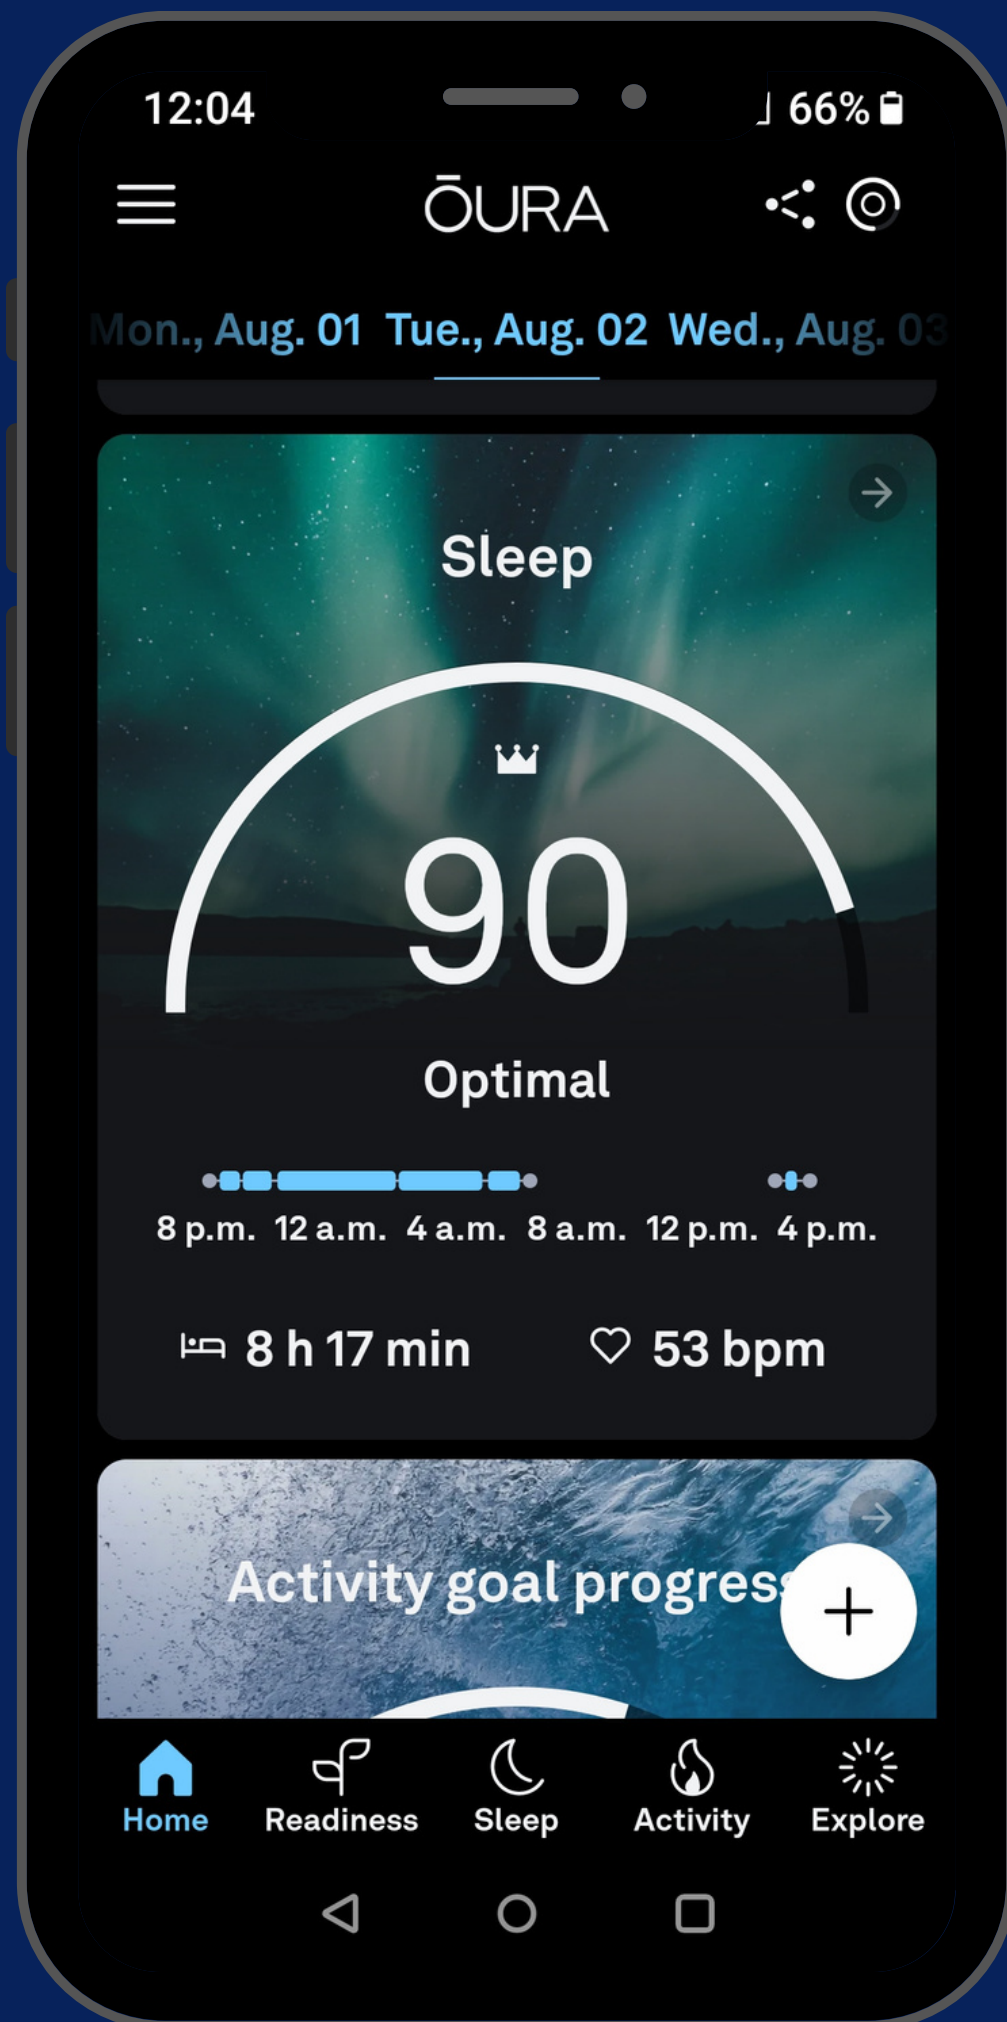 12:04 66%
ŌURA
Mon., Aug. 01 Tue., Aug. 02 Wed., Aug. 03
Sleep
90
Optimal
8 p.m. 12 a.m. 4 a.m. 8 a.m. 12 p.m. 4 p.m.
8 h 17 min 53 bpm
Activity goal progress
Home Readiness Sleep Activity Explore